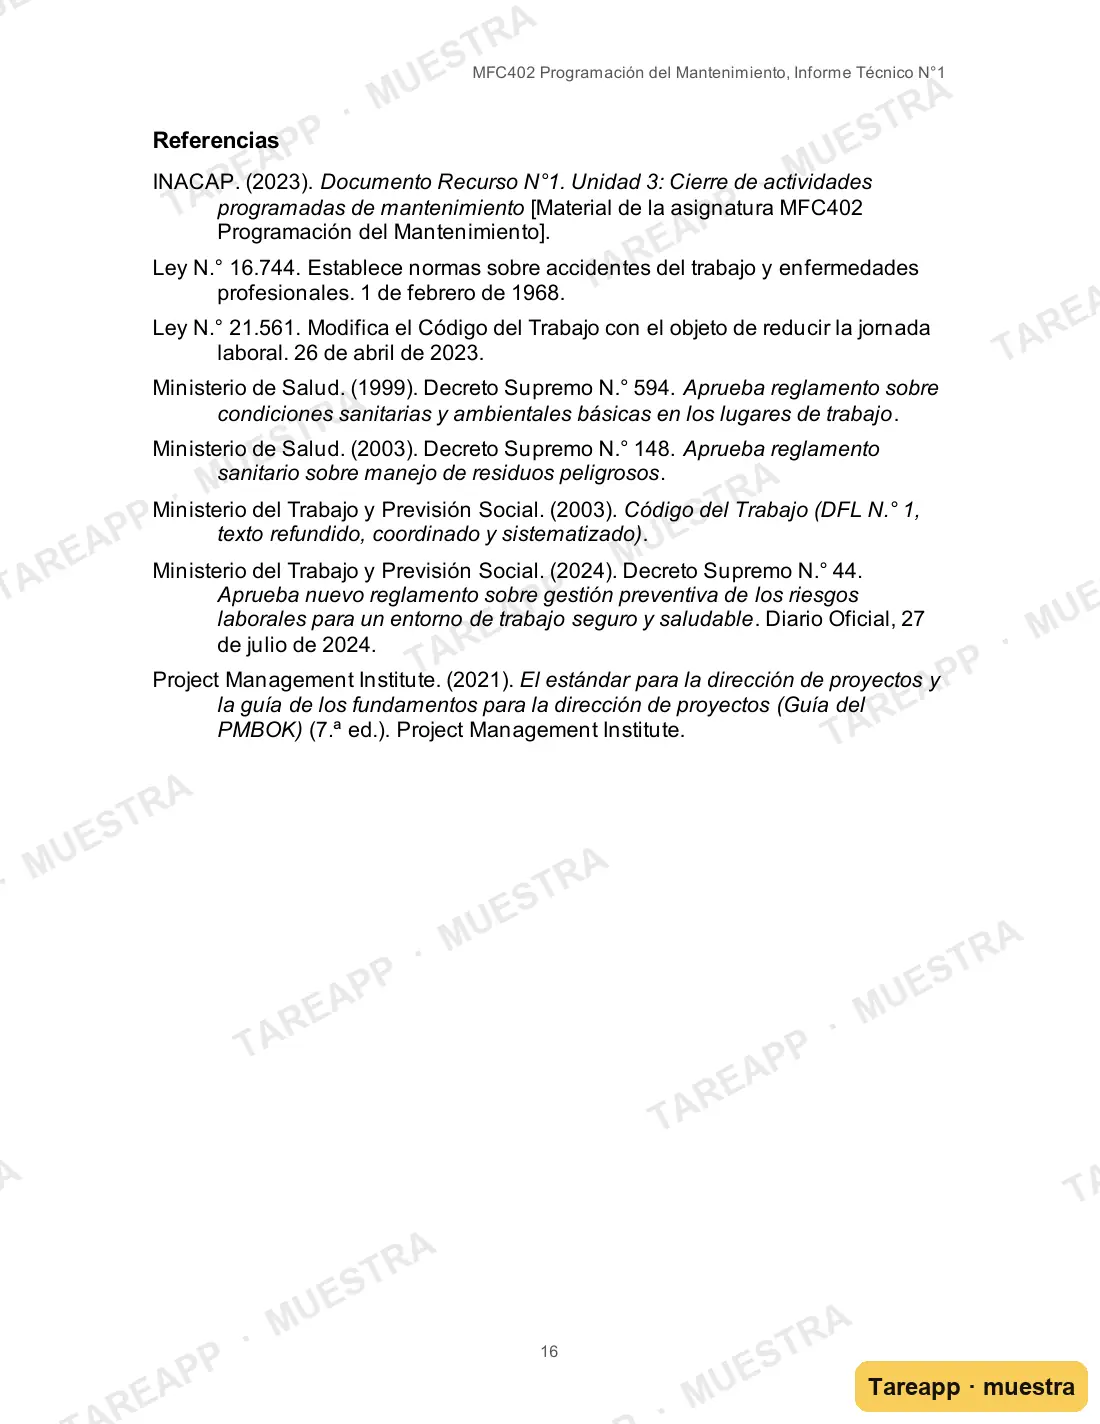 MFC402 Programación del Mantenimiento, Informe Técnico N°1
Referencias
INACAP. (2023). Documento Recurso N°1. Unidad 3: Cierre de actividades
programadas de mantenimiento [Material de la asignatura MFC402
Programación del Mantenimiento].
Ley N.° 16.744. Establece normas sobre accidentes del trabajo y enfermedades
profesionales. 1 de febrero de 1968.
Ley N.° 21.561. Modifica el Código del Trabajo con el objeto de reducir la jornada
laboral. 26 de abril de 2023.
Ministerio de Salud. (1999). Decreto Supremo N.° 594. Aprueba reglamento sobre
condiciones sanitarias y ambientales básicas en los lugares de trabajo.
Ministerio de Salud. (2003). Decreto Supremo N.° 148. Aprueba reglamento
sanitario sobre manejo de residuos peligrosos.
Ministerio del Trabajo y Previsión Social. (2003). Código del Trabajo (DFL N.° 1,
texto refundido, coordinado y sistematizado).
Ministerio del Trabajo y Previsión Social. (2024). Decreto Supremo N.° 44.
Aprueba nuevo reglamento sobre gestión preventiva de los riesgos
laborales para un entorno de trabajo seguro y saludable. Diario Oficial, 27
de julio de 2024.
Project Management Institute. (2021). El estándar para la dirección de proyectos y
la guía de los fundamentos para la dirección de proyectos (Guía del
PMBOK) (7.ª ed.). Project Management Institute.
TAREAPP · MUESTRA
16
Tareapp · muestra